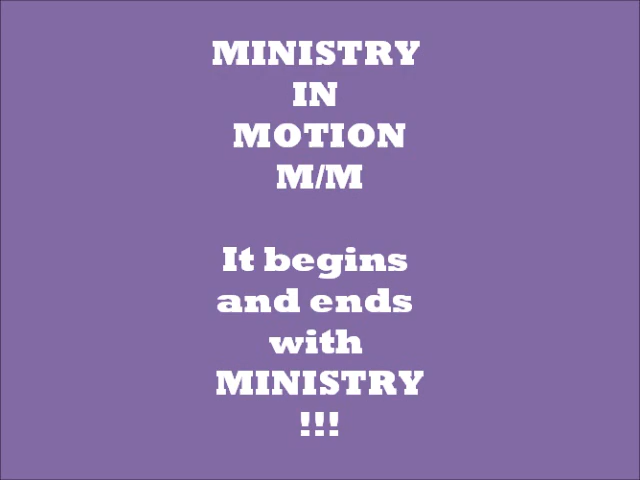 MINISTRY
IN
MOTION
M/M
It begins
and ends
with
MINISTRY
!!!